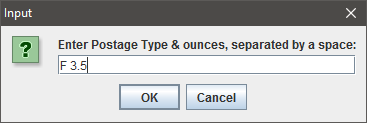 Input
Enter Postage Type & ounces, separated by a space:
F 3.5
OK Cancel